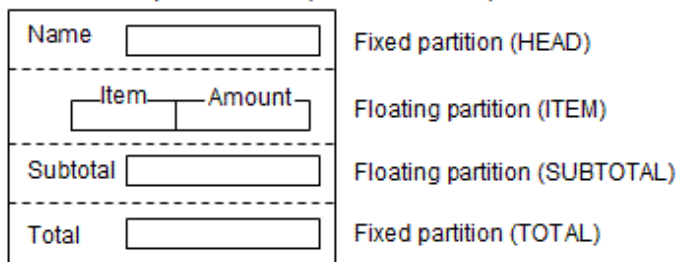 Name Fixed partition (HEAD)
Item Amount Floating partition (ITEM)
Subtotal Floating partition (SUBTOTAL)
Total Fixed partition (TOTAL)